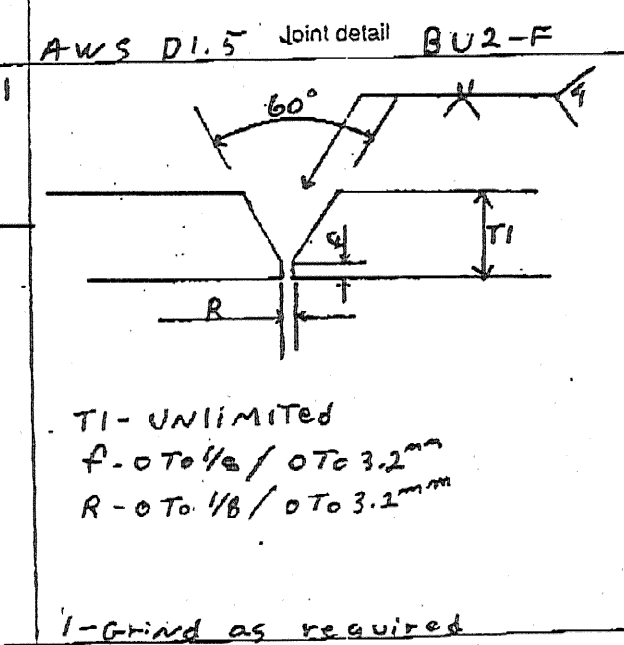 AWS D1.5 Joint detail BU2-F
1
60°
f
T1
R
T1- UNliMITed
f-0 To 1/8 / 0 To 3.2mm
R-0 To 1/8 / 0 To 3.2mm
1-Grind as required